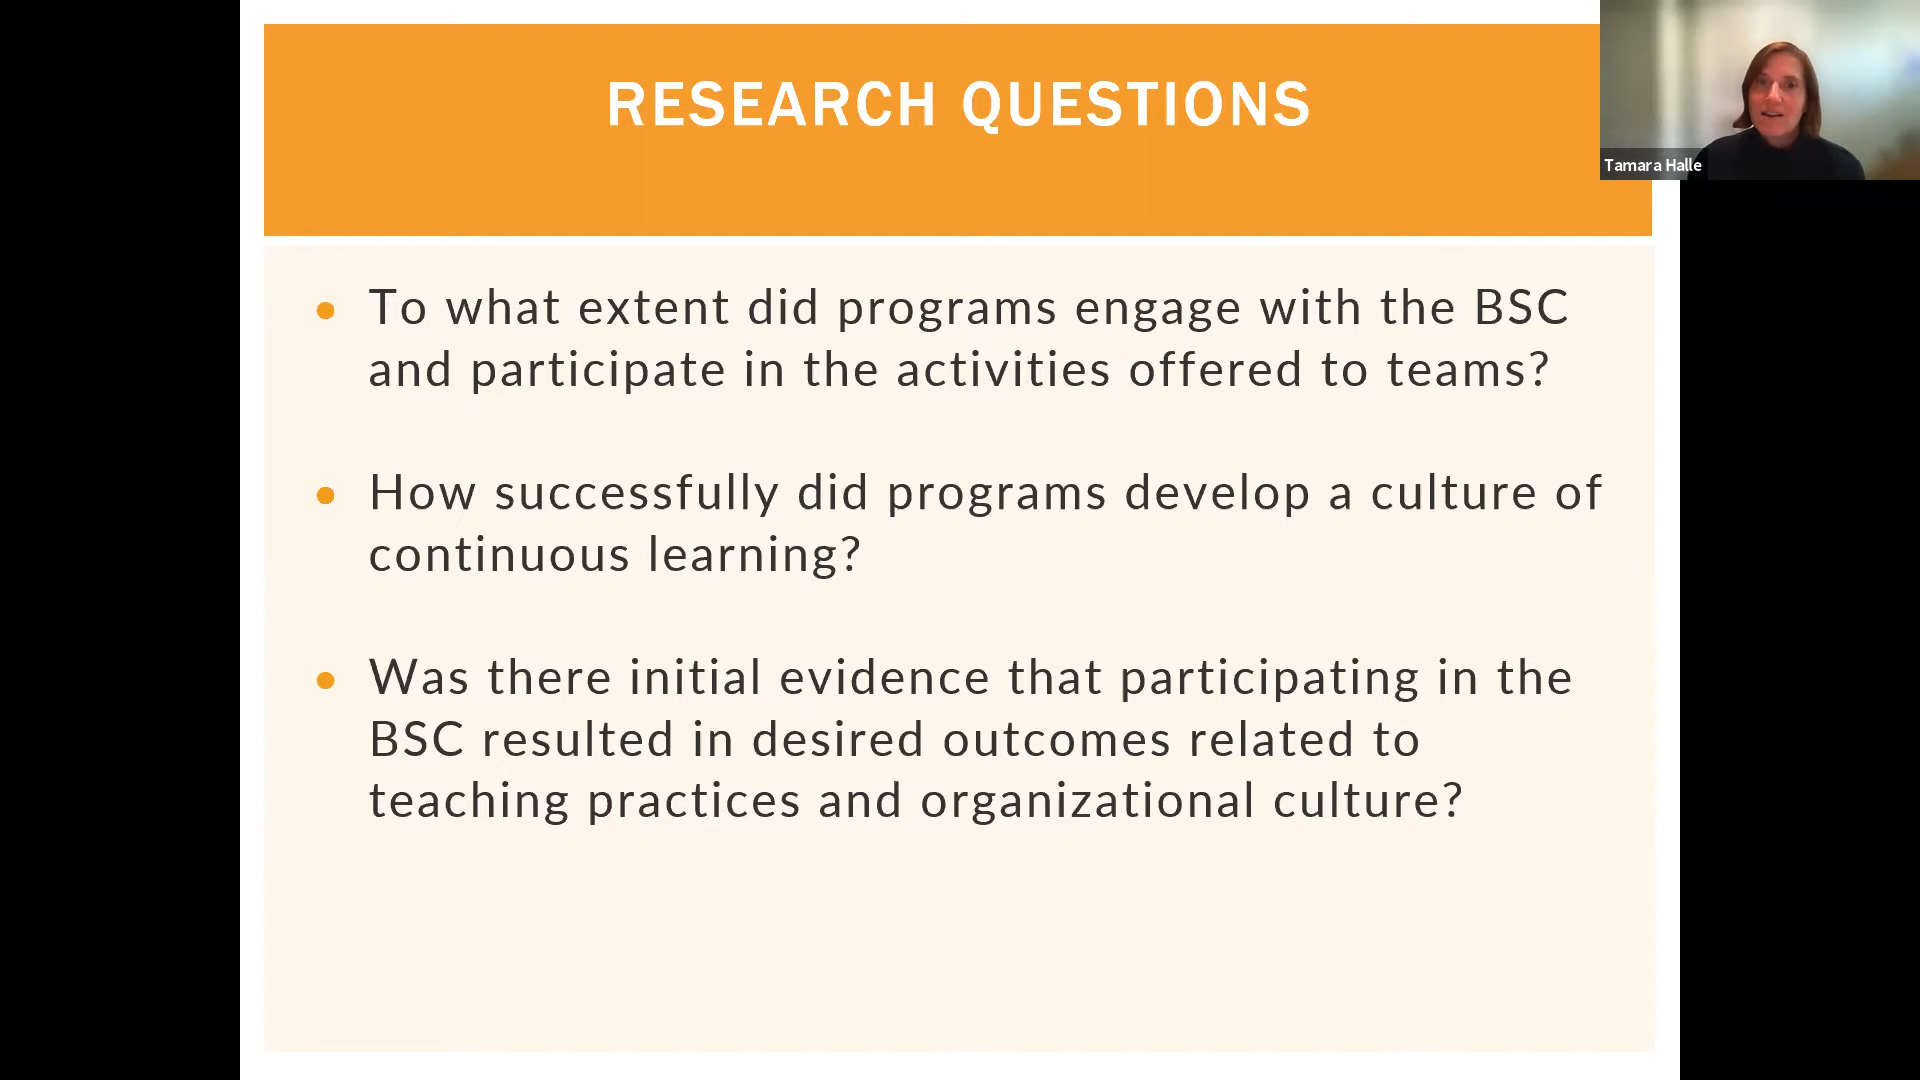 RESEARCH QUESTIONS
Tamara Halle
• To what extent did programs engage with the BSC
and participate in the activities offered to teams?
• How successfully did programs develop a culture of
continuous learning?
• Was there initial evidence that participating in the
BSC resulted in desired outcomes related to
teaching practices and organizational culture?